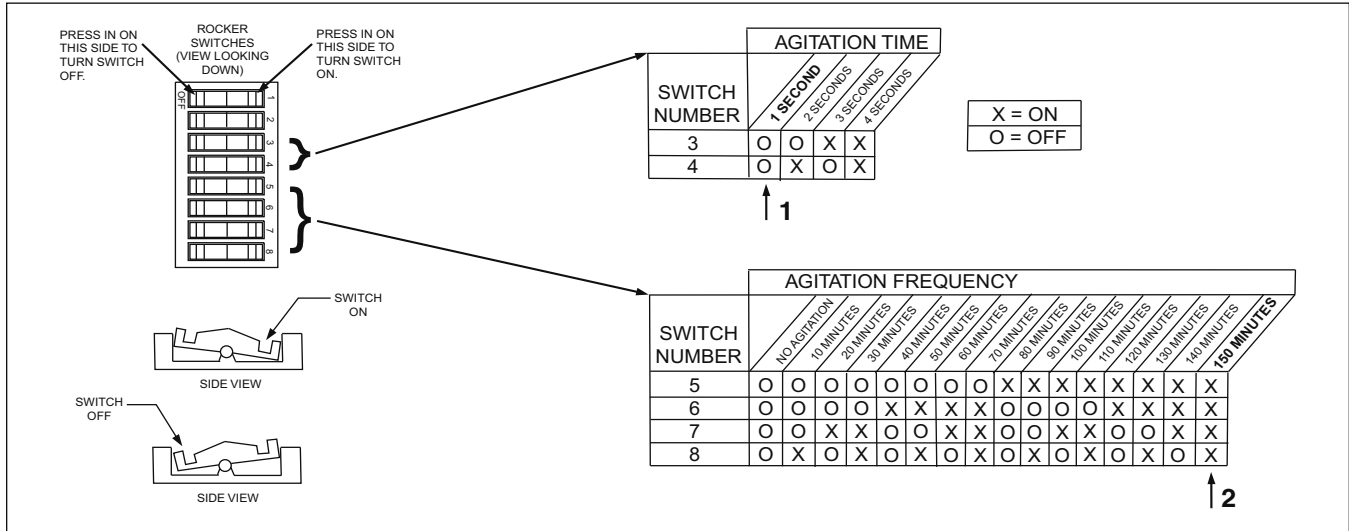 PRESS IN ON
THIS SIDE TO
TURN SWITCH
OFF.
ROCKER
SWITCHES
(VIEW LOOKING
DOWN)
PRESS IN ON
THIS SIDE TO
TURN SWITCH
ON.
OFF
1
2
3
4
5
6
7
8
SWITCH
ON
SIDE VIEW
SWITCH
OFF
SIDE VIEW
AGITATION TIME
SWITCH
NUMBER
1 SECOND
2 SECONDS
3 SECONDS
4 SECONDS
3 O O X X
4 O X O X
1
X = ON
O = OFF
AGITATION FREQUENCY
SWITCH
NUMBER
NO AGITATION
10 MINUTES
20 MINUTES
30 MINUTES
40 MINUTES
50 MINUTES
60 MINUTES
70 MINUTES
80 MINUTES
90 MINUTES
100 MINUTES
110 MINUTES
120 MINUTES
130 MINUTES
140 MINUTES
150 MINUTES
5 O O O O O O O O X X X X X X X X
6 O O O O X X X X O O O O X X X X
7 O O X X O O X X O X X X O O X X
8 O X O X O X O X O X O X O X O X
2